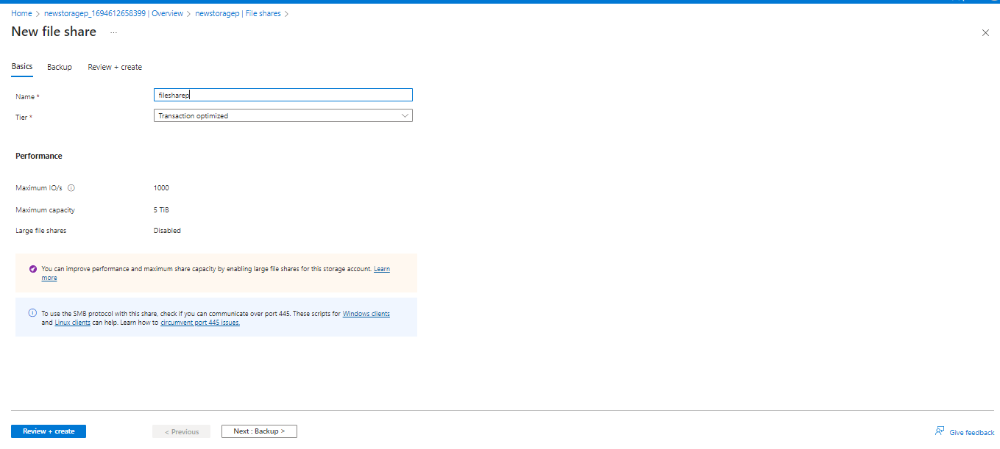 Home > newstoragep_1694612658399 | Overview > newstoragep | File shares >
New file share ...
Basics Backup Review + create
Name * filesharep
Tier * Transaction optimized
Performance
Maximum IO/s 1000
Maximum capacity 5 TiB
Large file shares Disabled
You can improve performance and maximum share capacity by enabling large file shares for this storage account. Learn
more
To use the SMB protocol with this share, check if you can communicate over port 445. These scripts for Windows clients
and Linux clients can help. Learn how to circumvent port 445 issues.
Review + create < Previous Next : Backup > Give feedback